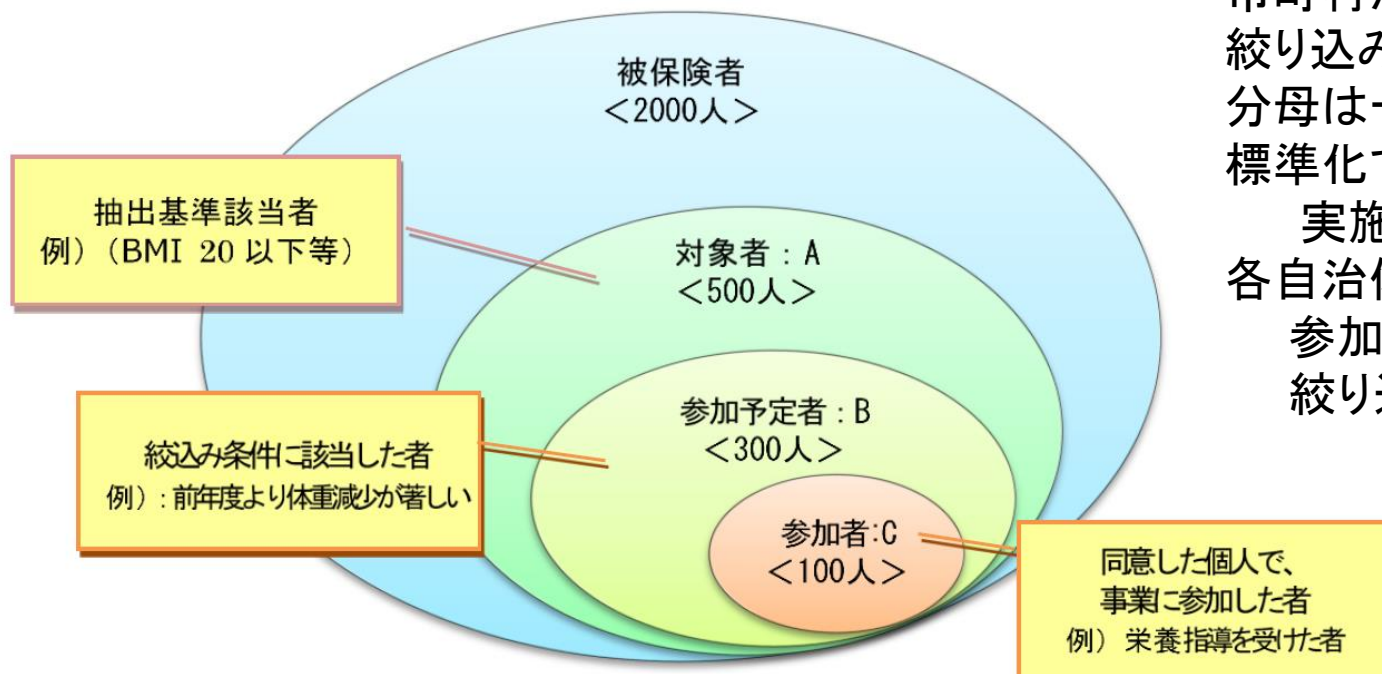 被保険者
＜2000人＞
抽出基準該当者
例）（BMI 20 以下等）
対象者：A
＜500人＞
参加予定者：B
＜300人＞
絞込み条件に該当した者
例）：前年度より体重減少が著しい
参加者:C
＜100人＞
同意した個人で、
事業に参加した者
例） 栄養指導を受けた者
絞り込み
分母は
標準化
実施
各自治
参加
絞り